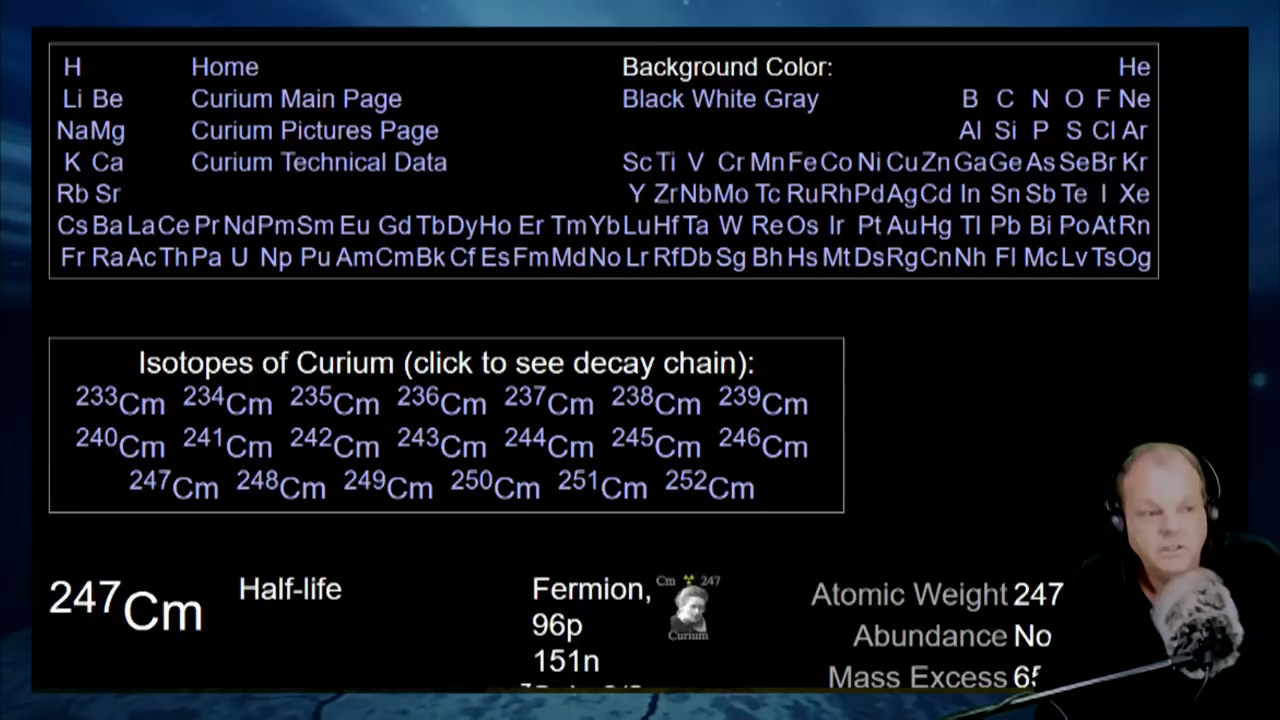 H Home Background Color: He
Li Be Curium Main Page Black White Gray B C N O F Ne
Na Mg Curium Pictures Page Al Si P S Cl Ar
K Ca Curium Technical Data Sc Ti V Cr Mn Fe Co Ni Cu Zn Ga Ge As Se Br Kr
Rb Sr Y Zr Nb Mo Tc Ru Rh Pd Ag Cd In Sn Sb Te I Xe
Cs Ba La Ce Pr Nd Pm Sm Eu Gd Tb Dy Ho Er Tm Yb Lu Hf Ta W Re Os Ir Pt Au Hg Tl Pb Bi Po At Rn
Fr Ra Ac Th Pa U Np Pu Am Cm Bk Cf Es Fm Md No Lr Rf Db Sg Bh Hs Mt Ds Rg Cn Nh Fl Mc Lv Ts Og
Isotopes of Curium (click to see decay chain):
233Cm 234Cm 235Cm 236Cm 237Cm 238Cm 239Cm
240Cm 241Cm 242Cm 243Cm 244Cm 245Cm 246Cm
247Cm 248Cm 249Cm 250Cm 251Cm 252Cm
247Cm Half-life Fermion, Cm 247 Atomic Weight 247
96p Curium Abundance No
151n Mass Excess